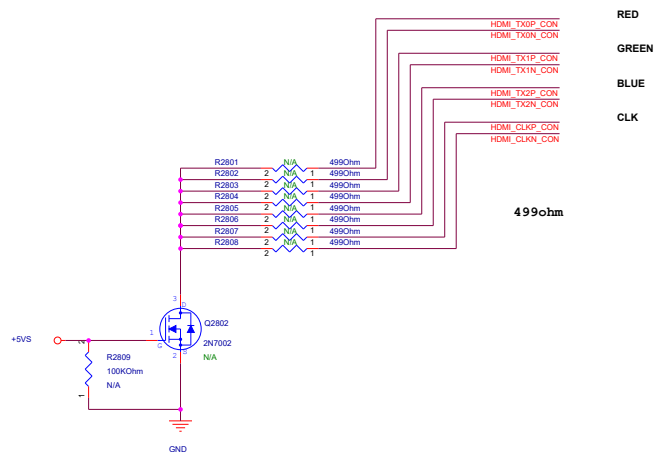 RED
HDMI_TX0P_CON
HDMI_TX0N_CON
GREEN
HDMI_TX1P_CON
HDMI_TX1N_CON
BLUE
HDMI_TX2P_CON
HDMI_TX2N_CON
CLK
HDMI_CLKP_CON
HDMI_CLKN_CON
R2801 N/A 499Ohm
R2802 2 N/A 1 499Ohm
R2803 2 N/A 1 499Ohm
R2804 2 N/A 1 499Ohm
R2805 2 N/A 1 499Ohm
R2806 2 N/A 1 499Ohm
R2807 2 N/A 1 499Ohm
R2808 2 N/A 1 499Ohm
2 1
499ohm
3
D
Q2802
+5VS
1
G
2N7002
2
S
N/A
2
R2809
100KOhm
N/A
1
GND